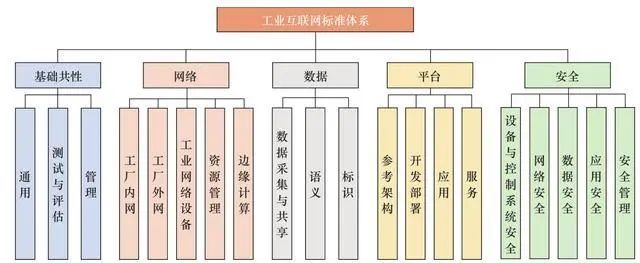 工业互联网标准体系
基础共性
网络
数据
平台
安全
通用
测试与评估
管理
工厂内网
工厂外网
工业网络设备
资源管理
边缘计算
数据采集与共享
语义
标识
参考架构
开发部署
应用
服务
设备与控制系统安全
网络安全
数据安全
应用安全
安全管理